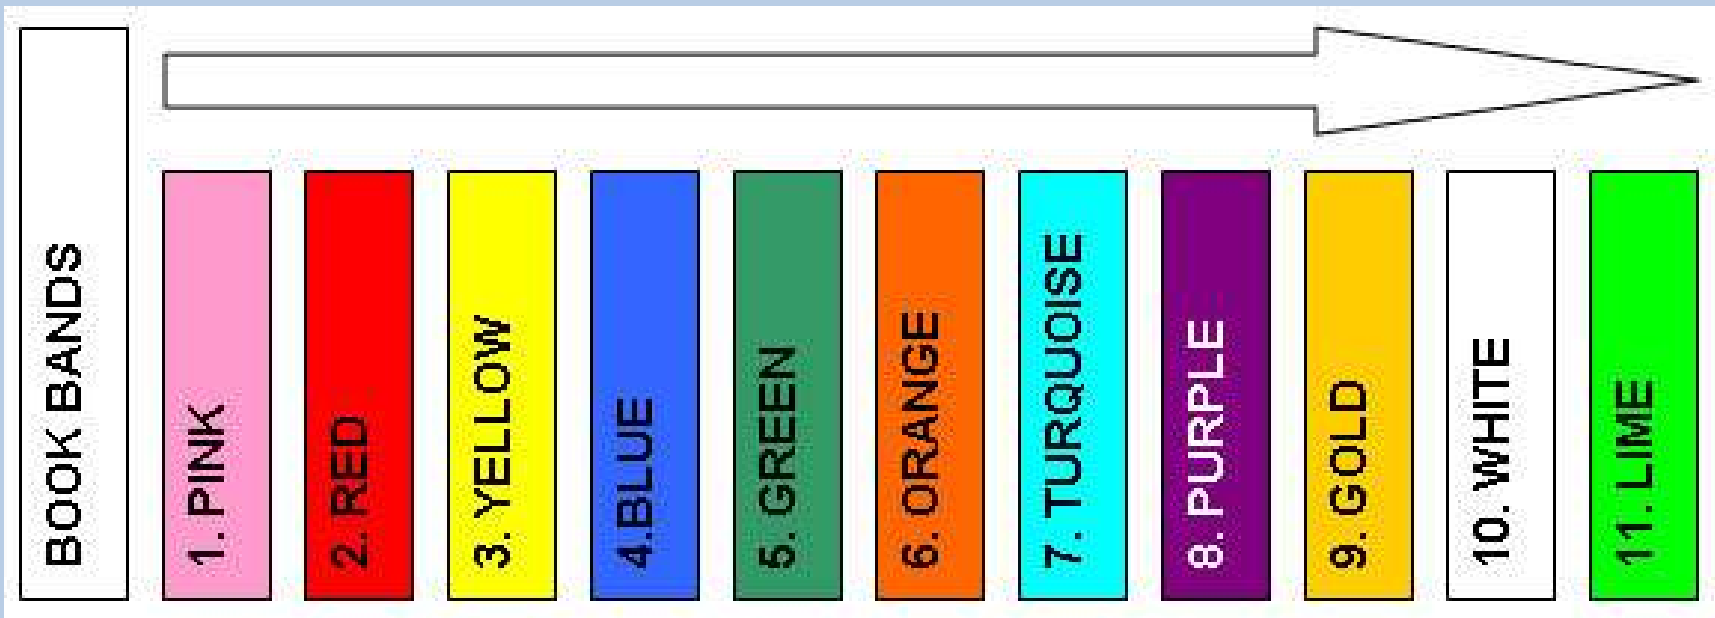 BOOK BANDS
1. PINK
2. RED
3. YELLOW
4.BLUE
5. GREEN
6. ORANGE
7. TURQUOISE
8. PURPLE
9. GOLD
10. WHITE
11. LIME